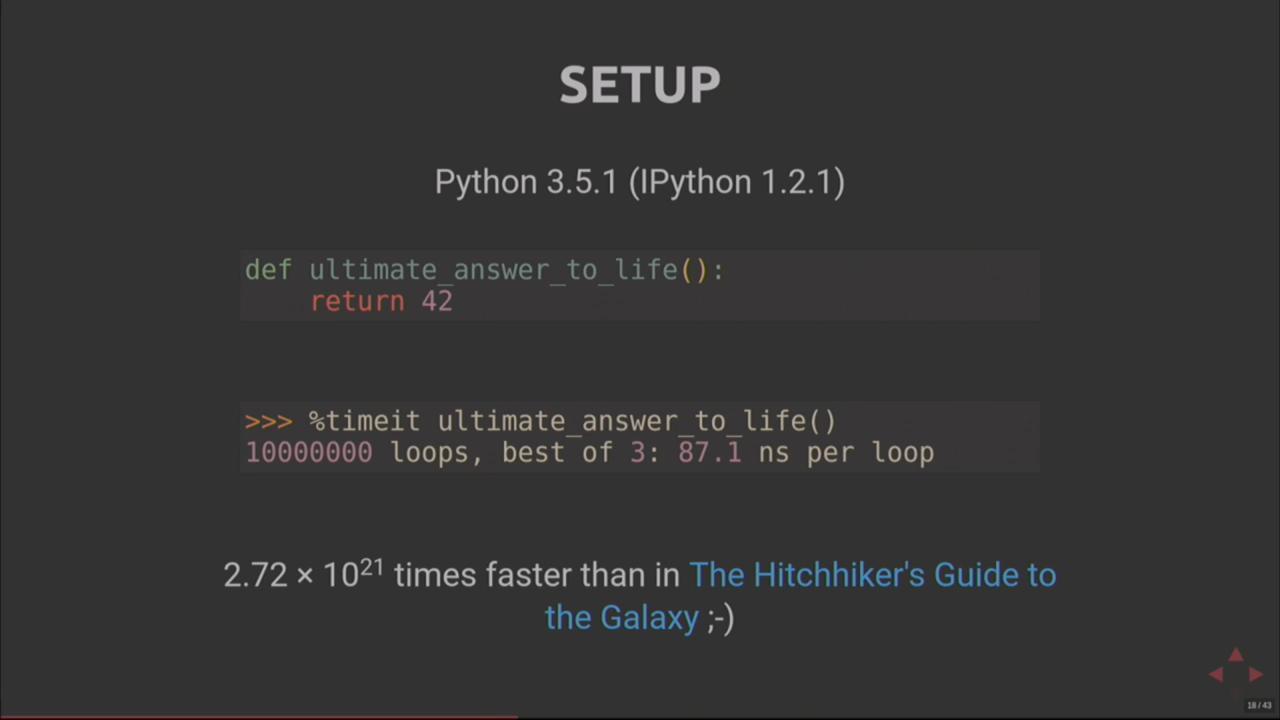 SETUP
Python 3.5.1 (IPython 1.2.1)
def ultimate_answer_to_life():
    return 42
>>> %timeit ultimate_answer_to_life()
10000000 loops, best of 3: 87.1 ns per loop
2.72 × 10²¹ times faster than in The Hitchhiker's Guide to
the Galaxy ;-)
18 / 43